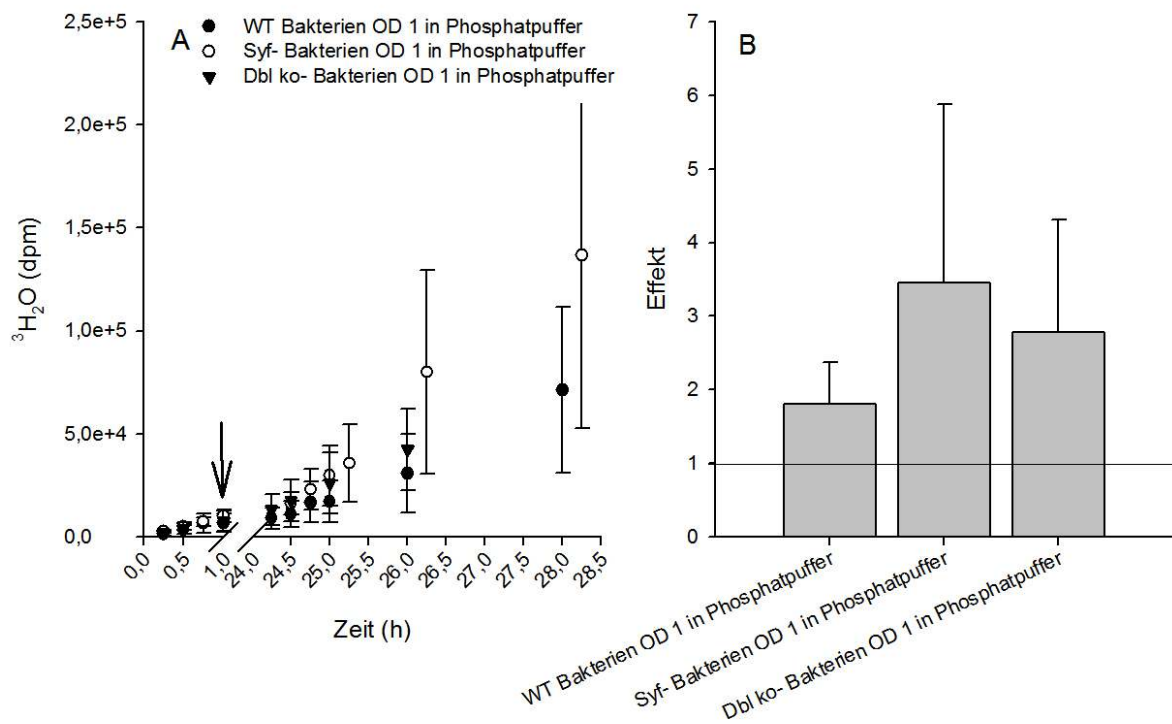 A
WT Bakterien OD 1 in Phosphatpuffer
Syf- Bakterien OD 1 in Phosphatpuffer
Dbl ko- Bakterien OD 1 in Phosphatpuffer
2,5e+5
2,0e+5
1,5e+5
1,0e+5
5,0e+4
0,0
³H₂O (dpm)
0,0 0,5 1,0 24,0 24,5 25,0 25,5 26,0 26,5 27,0 27,5 28,0 28,5
Zeit (h)
B
7
6
5
4
3
2
1
0
Effekt
WT Bakterien OD 1 in Phosphatpuffer
Syf- Bakterien OD 1 in Phosphatpuffer
Dbl ko- Bakterien OD 1 in Phosphatpuffer